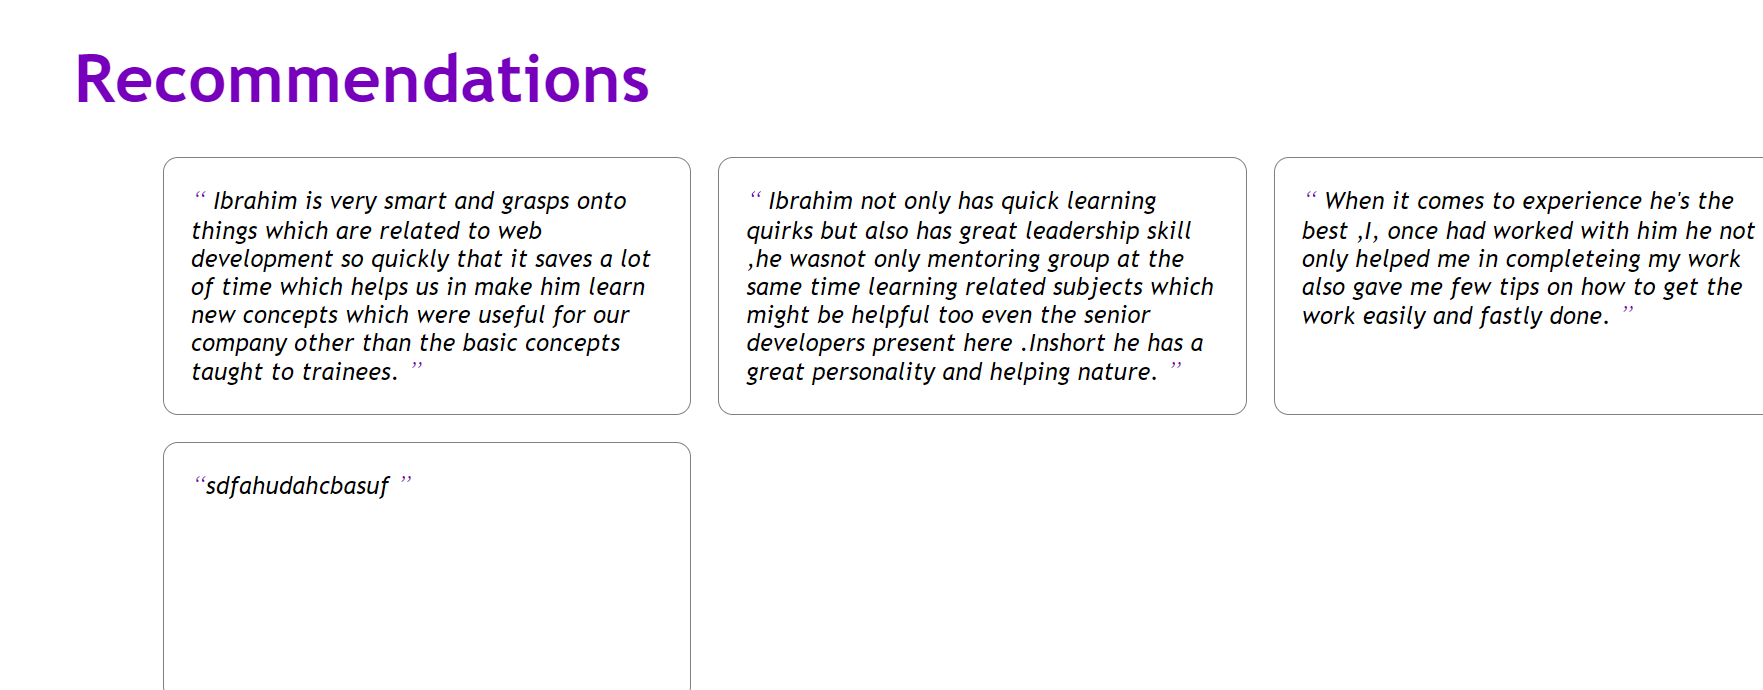 Recommendations
“ Ibrahim is very smart and grasps onto
things which are related to web
development so quickly that it saves a lot
of time which helps us in make him learn
new concepts which were useful for our
company other than the basic concepts
taught to trainees. ”
“ Ibrahim not only has quick learning
quirks but also has great leadership skill
,he wasnot only mentoring group at the
same time learning related subjects which
might be helpful too even the senior
developers present here .Inshort he has a
great personality and helping nature. ”
“ When it comes to experience he's the
best ,I, once had worked with him he not
only helped me in completeing my work
also gave me few tips on how to get the
work easily and fastly done. ”
“sdfahudahcbasuf ”